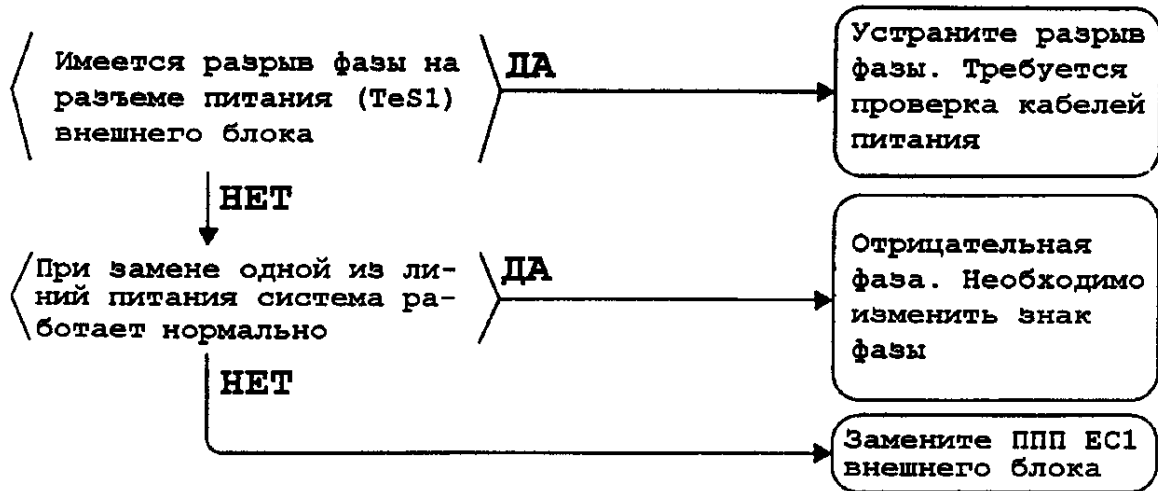 Имеется разрыв фазы на
разъеме питания (TeS1)
внешнего блока
ДА
Устраните разрыв
фазы. Требуется
проверка кабелей
питания
НЕТ
При замене одной из ли-
ний питания система ра-
ботает нормально
ДА
Отрицательная
фаза. Необходимо
изменить знак
фазы
НЕТ
Замените ППП EC1
внешнего блока